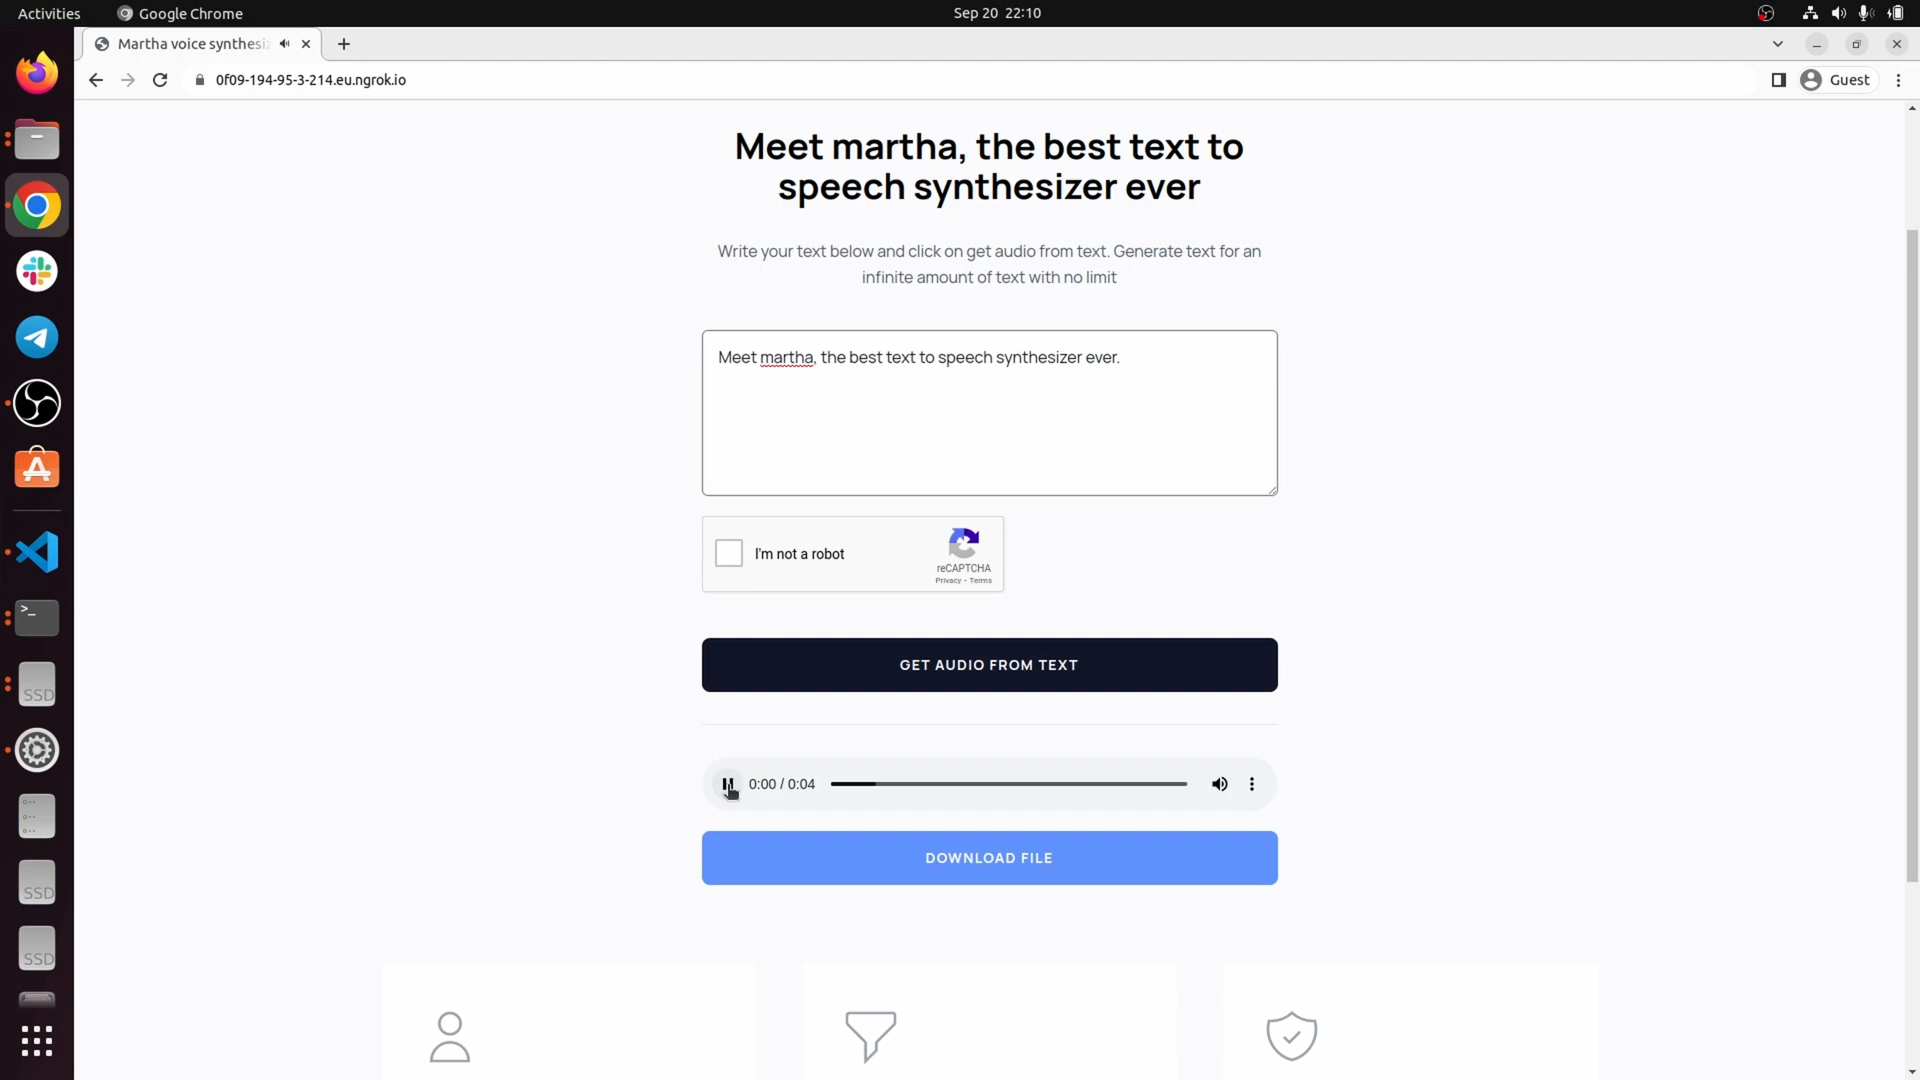 Activities
Google Chrome
Sep 20 22:10
Martha voice synthesiz
0f09-194-95-3-214.eu.ngrok.io
Guest
Meet martha, the best text to
speech synthesizer ever
Write your text below and click on get audio from text. Generate text for an
infinite amount of text with no limit
Meet martha, the best text to speech synthesizer ever.
I'm not a robot
reCAPTCHA
Privacy - Terms
GET AUDIO FROM TEXT
0:00 / 0:04
DOWNLOAD FILE
SSD
SSD
SSD